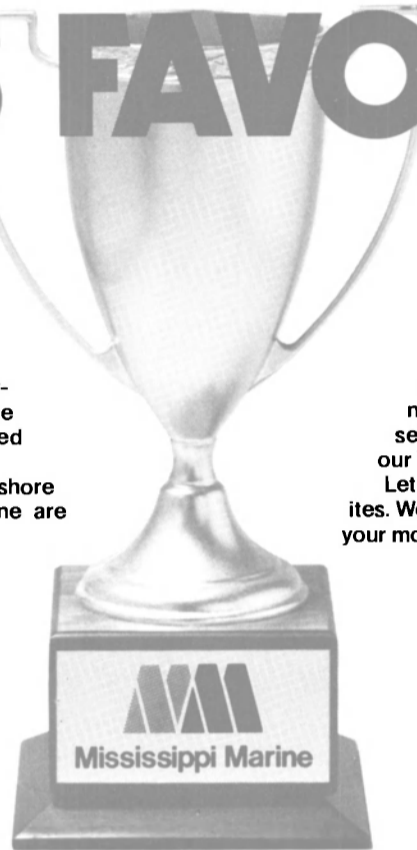 FAVO
-
e
ed
shore
ne are
n
se
our
Let
ites. We
your mo
Mississippi Marine